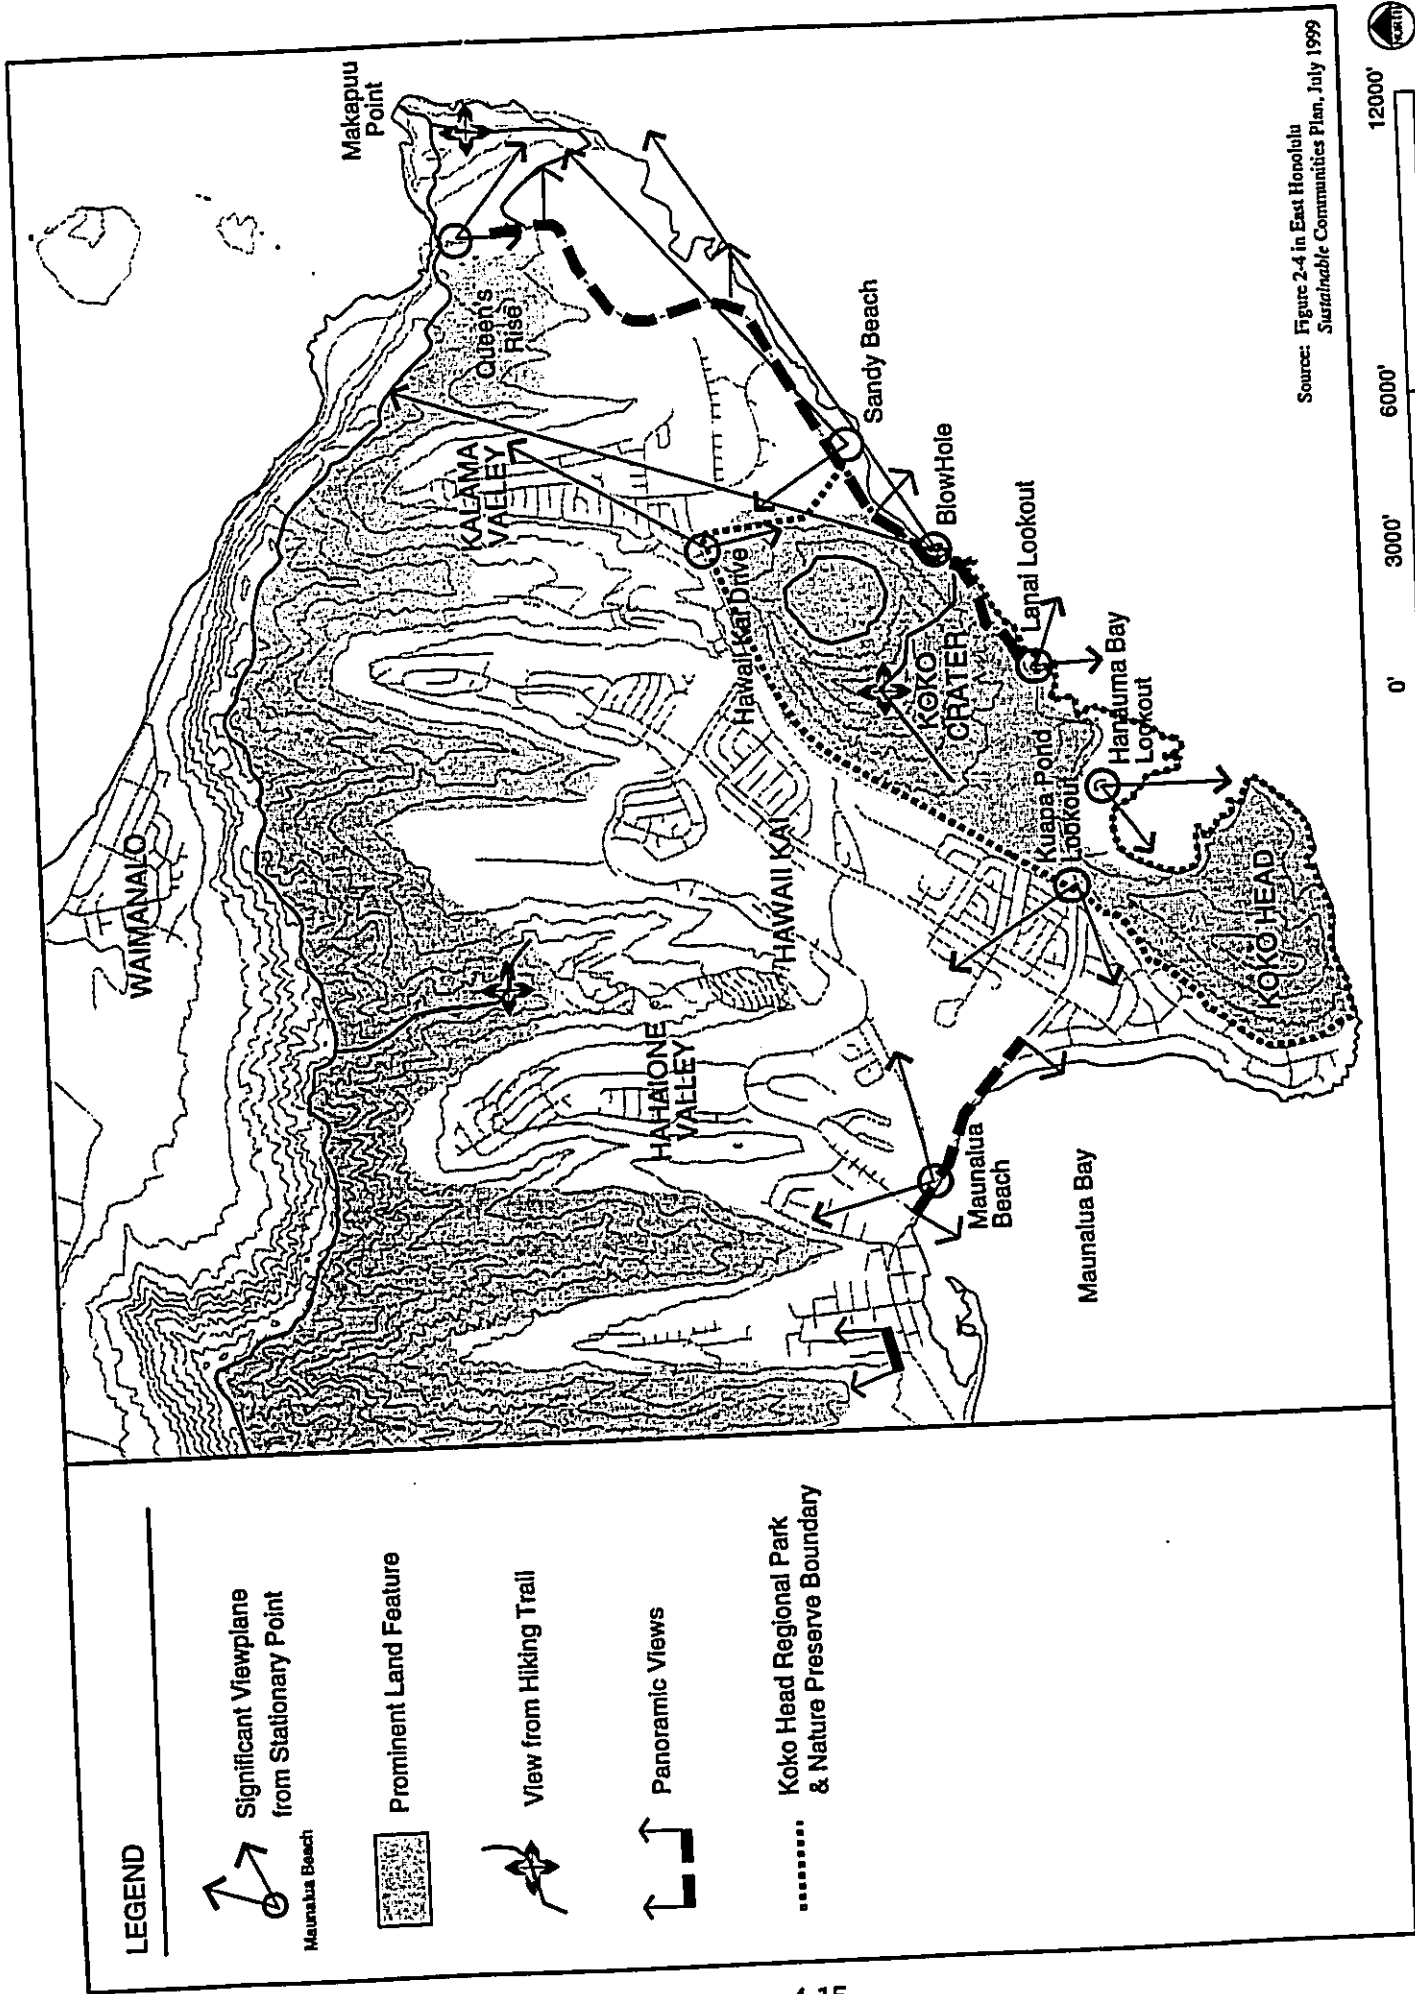 LEGEND
Significant Viewplane
from Stationary Point
Maunalua Beach
Prominent Land Feature
View from Hiking Trail
Panoramic Views
Koko Head Regional Park
& Nature Preserve Boundary
WAIMANALO
Makapuu
Point
Queen's
Rise
KALAMA
VALLEY
Hawaii Kai Drive
HAHAIONE
VALLEY
HAWAII KAI
Sandy Beach
BlowHole
Lanai Lookout
KOKO
CRATER
Hanauma Bay
Lookout
Kuapa Pond
Lookout
KOKO HEAD
Maunalua
Beach
Maunalua Bay
Source: Figure 2-4 in East Honolulu
Sustainable Communities Plan, July 1999
0'
3000'
6000'
12000'
NORTH